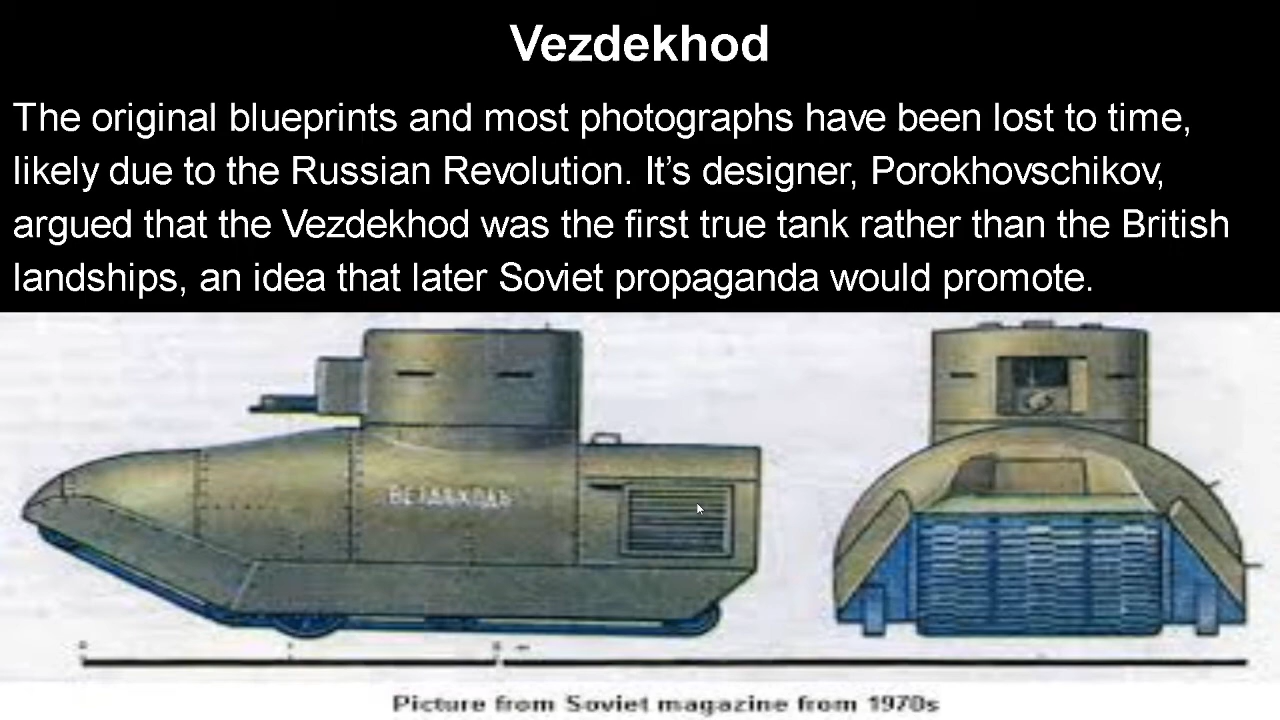 Vezdekhod
The original blueprints and most photographs have been lost to time,
likely due to the Russian Revolution. It’s designer, Porokhovschikov,
argued that the Vezdekhod was the first true tank rather than the British
landships, an idea that later Soviet propaganda would promote.
ВЕЗДѢХОДЪ
Picture from Soviet magazine from 1970s